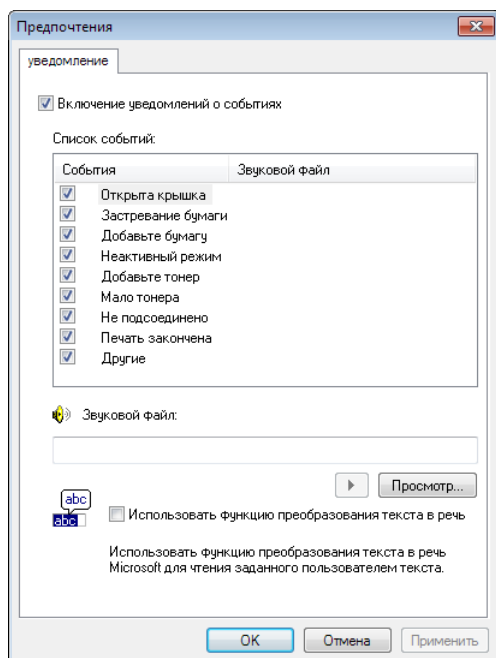 Предпочтения
уведомление
Включение уведомлений о событиях
Список событий:
События Звуковой файл
Открыта крышка
Застревание бумаги
Добавьте бумагу
Неактивный режим
Добавьте тонер
Мало тонера
Не подсоединено
Печать закончена
Другие
Звуковой файл:
Просмотр...
abc
abc
Использовать функцию преобразования текста в речь
Использовать функцию преобразования текста в речь
Microsoft для чтения заданного пользователем текста.
OK Отмена Применить